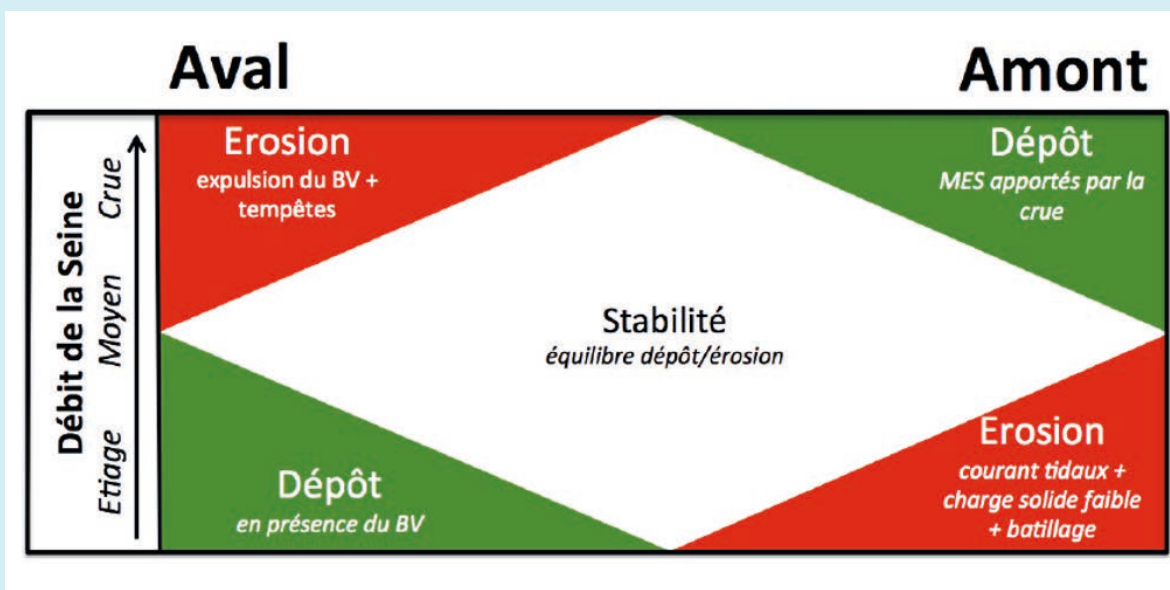 Aval
Amont
Débit de la Seine
Etiage Moyen Crue
Erosion
expulsion du BV +
tempêtes
Dépôt
MES apportés par la
crue
Stabilité
équilibre dépôt/érosion
Dépôt
en présence du BV
Erosion
courant tidaux +
charge solide faible
+ batillage